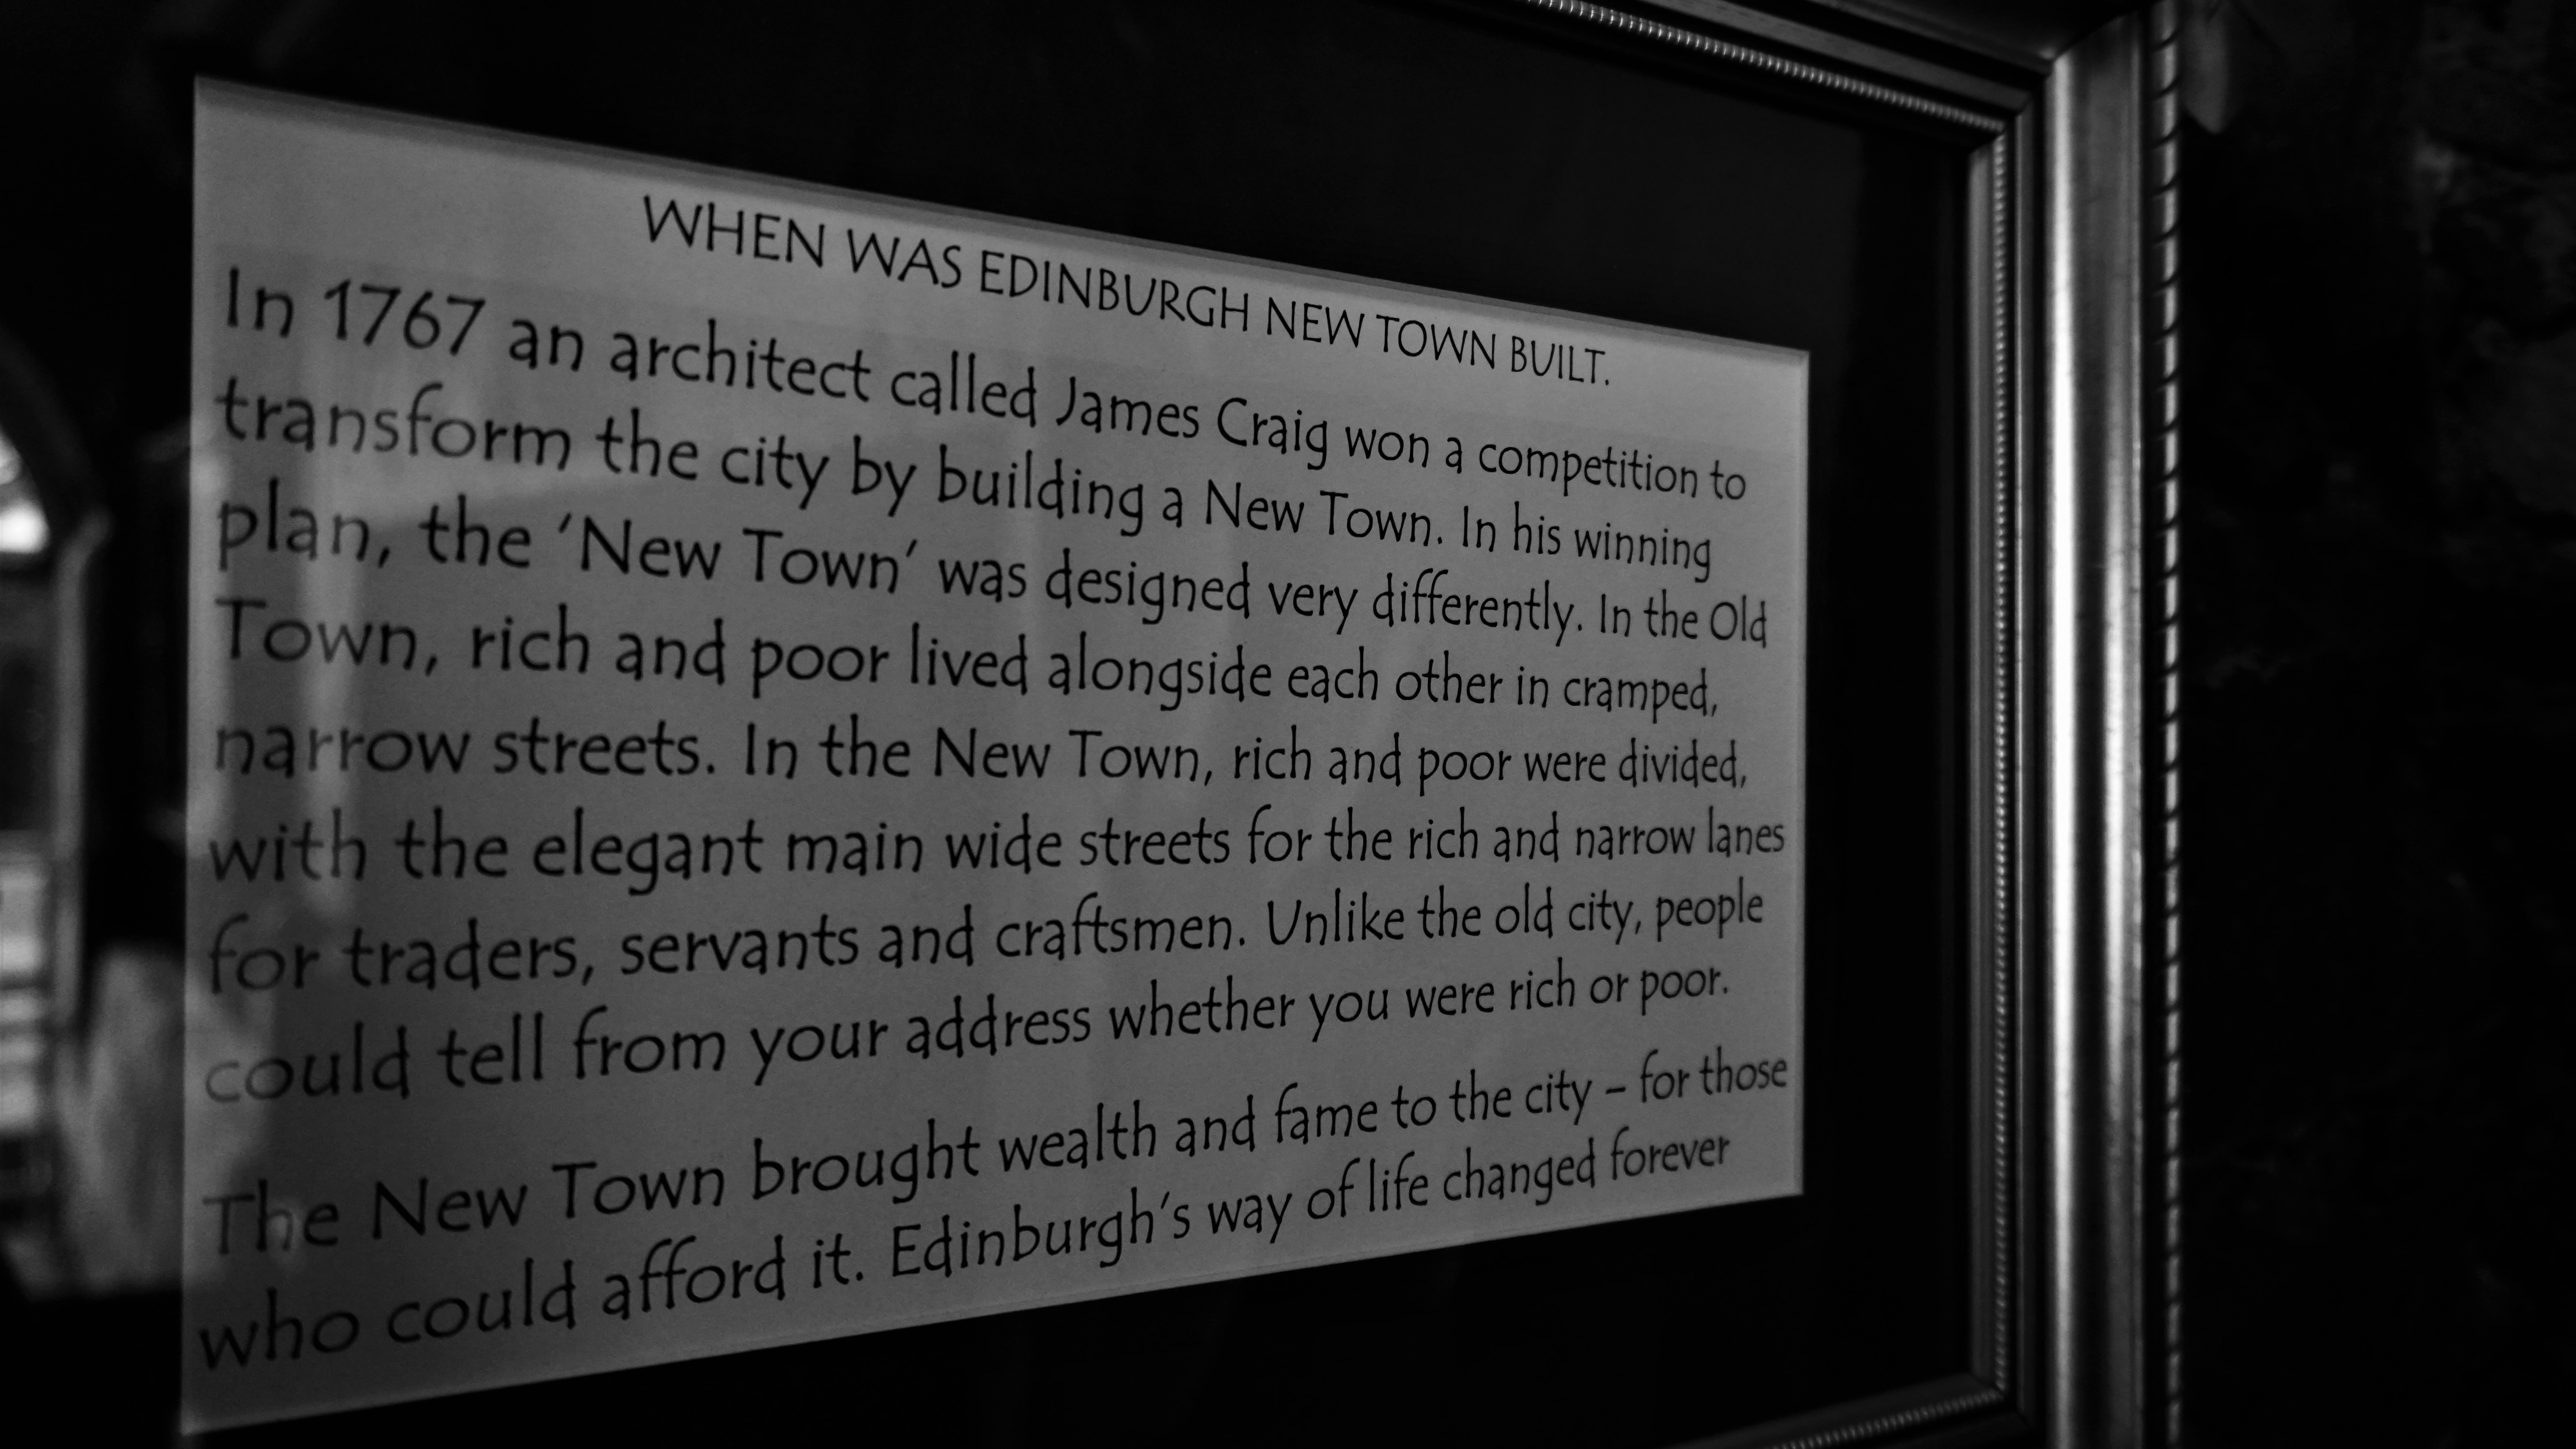 WHEN WAS EDINBURGH NEW TOWN BUILT.
In 1767 an architect called James Craig won a competition to
transform the city by building a New Town. In his winning
plan, the ‘New Town’ was designed very differently. In the Old
Town, rich and poor lived alongside each other in cramped,
narrow streets. In the New Town, rich and poor were divided,
with the elegant main wide streets for the rich and narrow lanes
for traders, servants and craftsmen. Unlike the old city, people
could tell from your address whether you were rich or poor.
The New Town brought wealth and fame to the city – for those
who could afford it. Edinburgh’s way of life changed forever